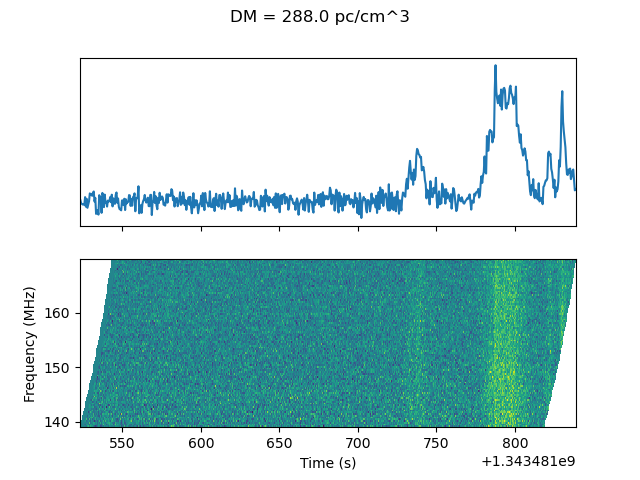 DM = 288.0 pc/cm^3
160
150
140
Frequency (MHz)
550 600 650 700 750 800
Time (s)
+1.343481e9